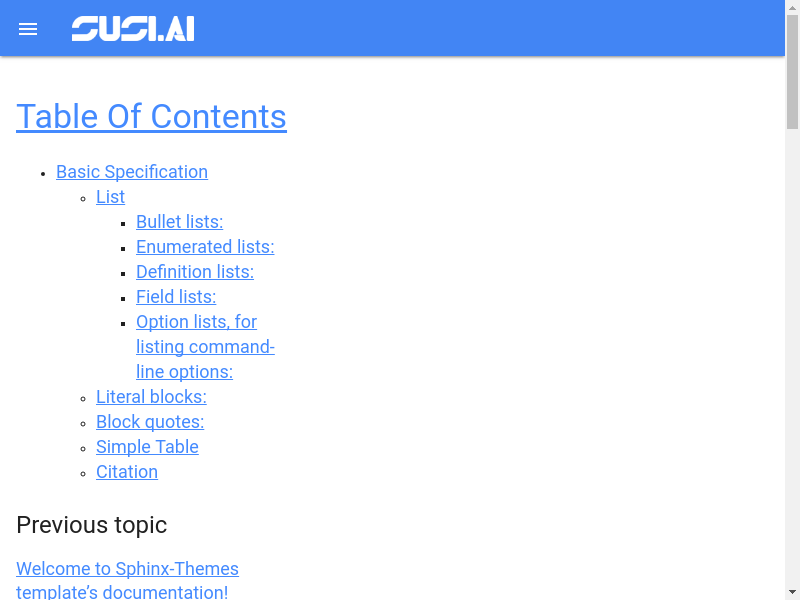 SUSI.AI
Table Of Contents
Basic Specification
List
Bullet lists:
Enumerated lists:
Definition lists:
Field lists:
Option lists, for
listing command-
line options:
Literal blocks:
Block quotes:
Simple Table
Citation
Previous topic
Welcome to Sphinx-Themes
template’s documentation!